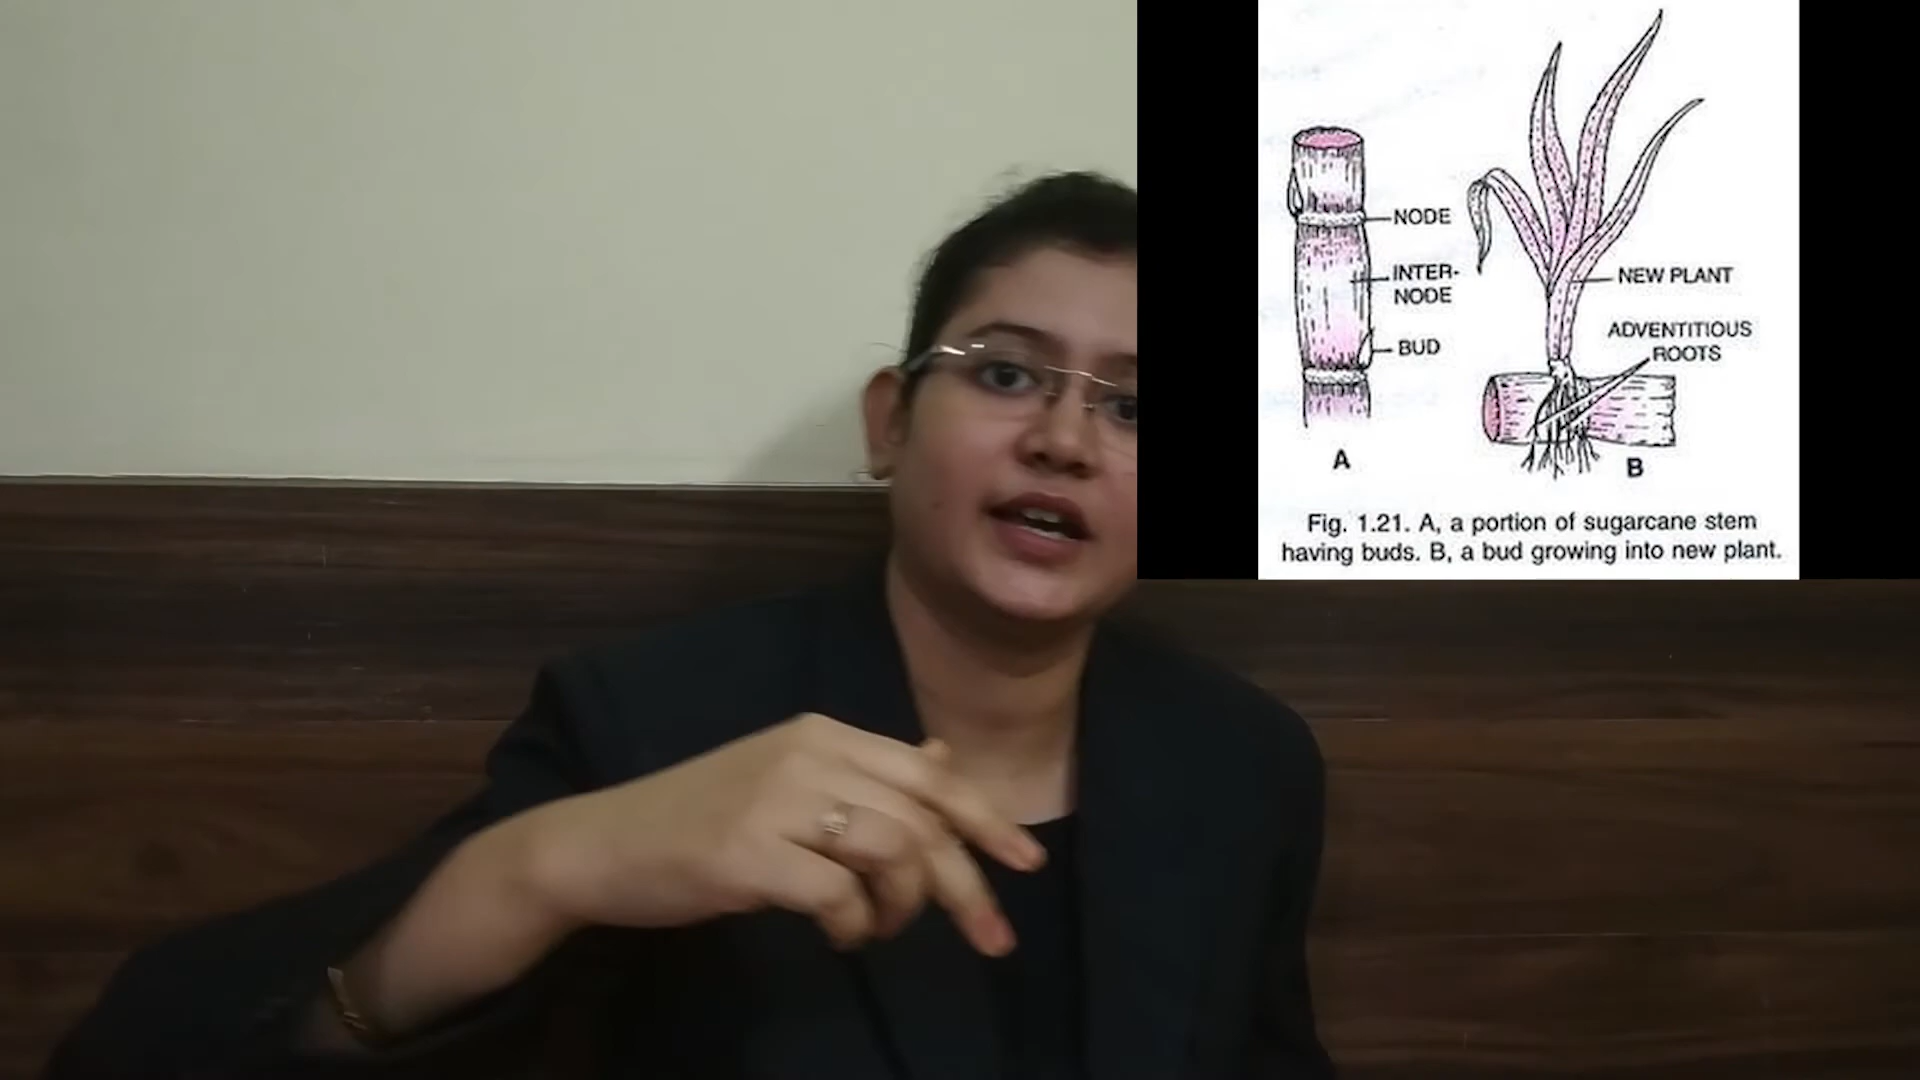 NODE
INTER-
NODE
BUD
NEW PLANT
ADVENTITIOUS
ROOTS
A
B
Fig. 1.21. A, a portion of sugarcane stem
having buds. B, a bud growing into new plant.